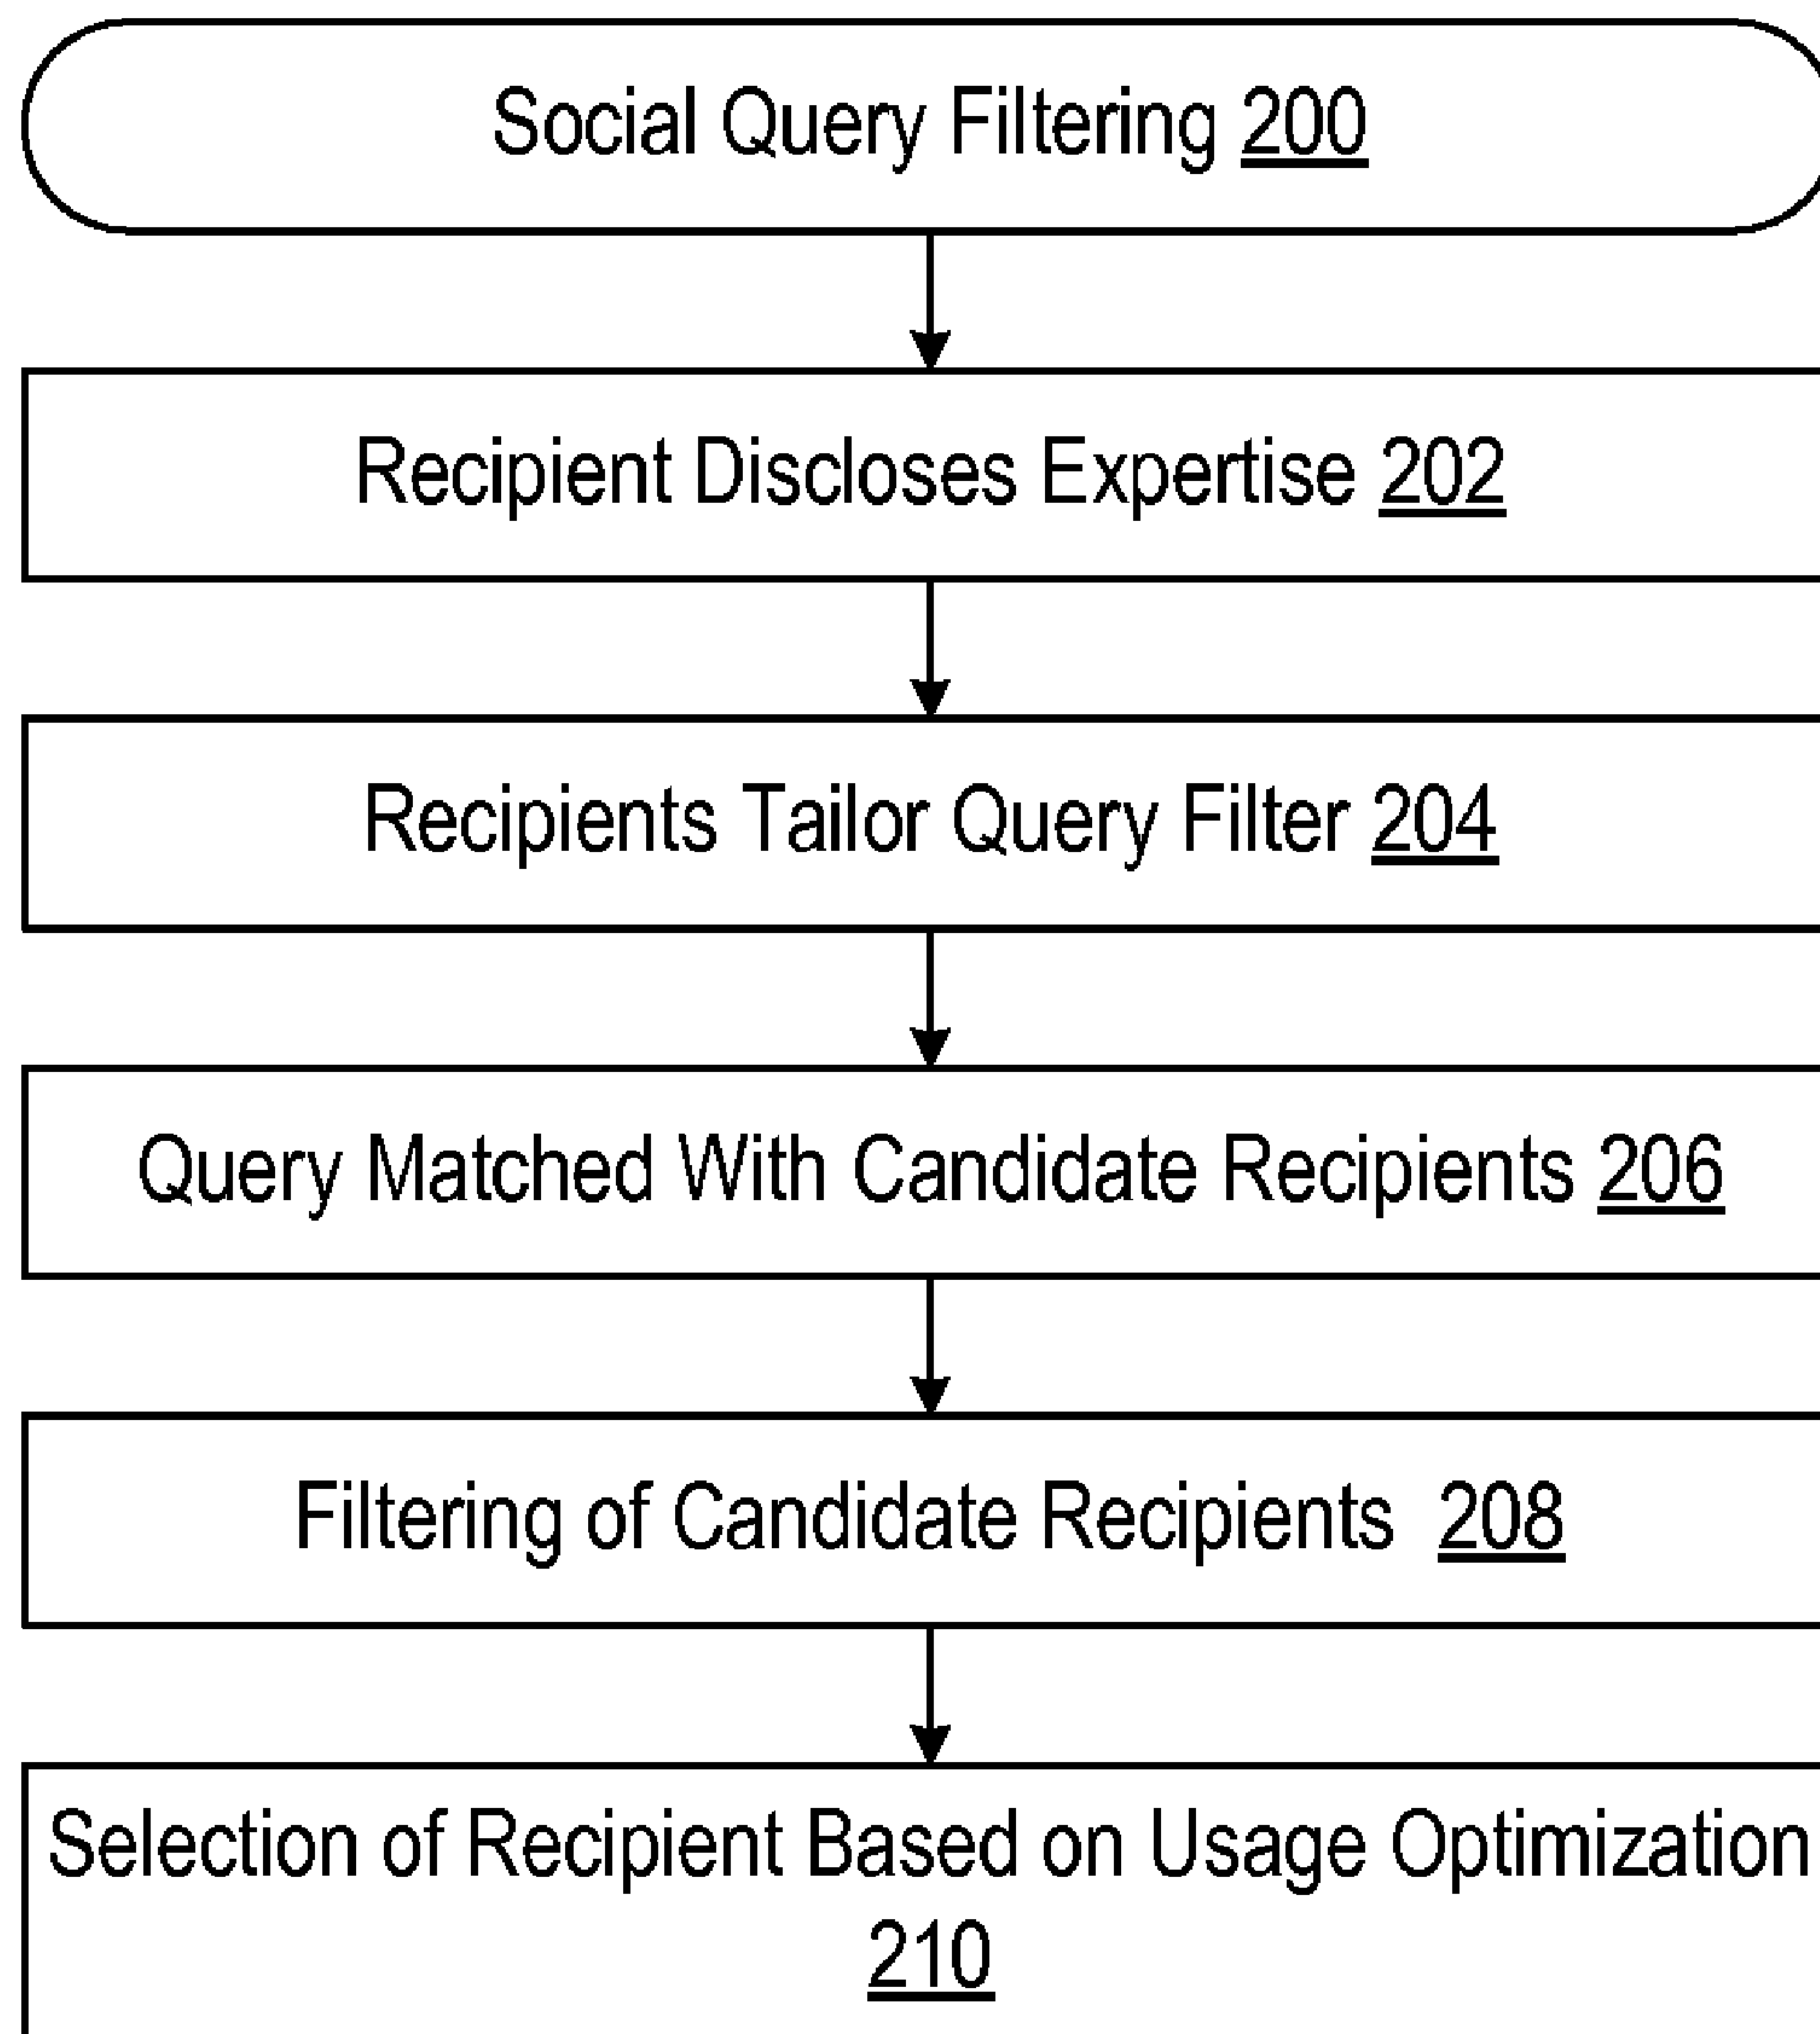 Social Query Filtering 200
Recipient Discloses Expertise 202
Recipients Tailor Query Filter 204
Query Matched With Candidate Recipients 206
Filtering of Candidate Recipients 208
Selection of Recipient Based on Usage Optimization
210